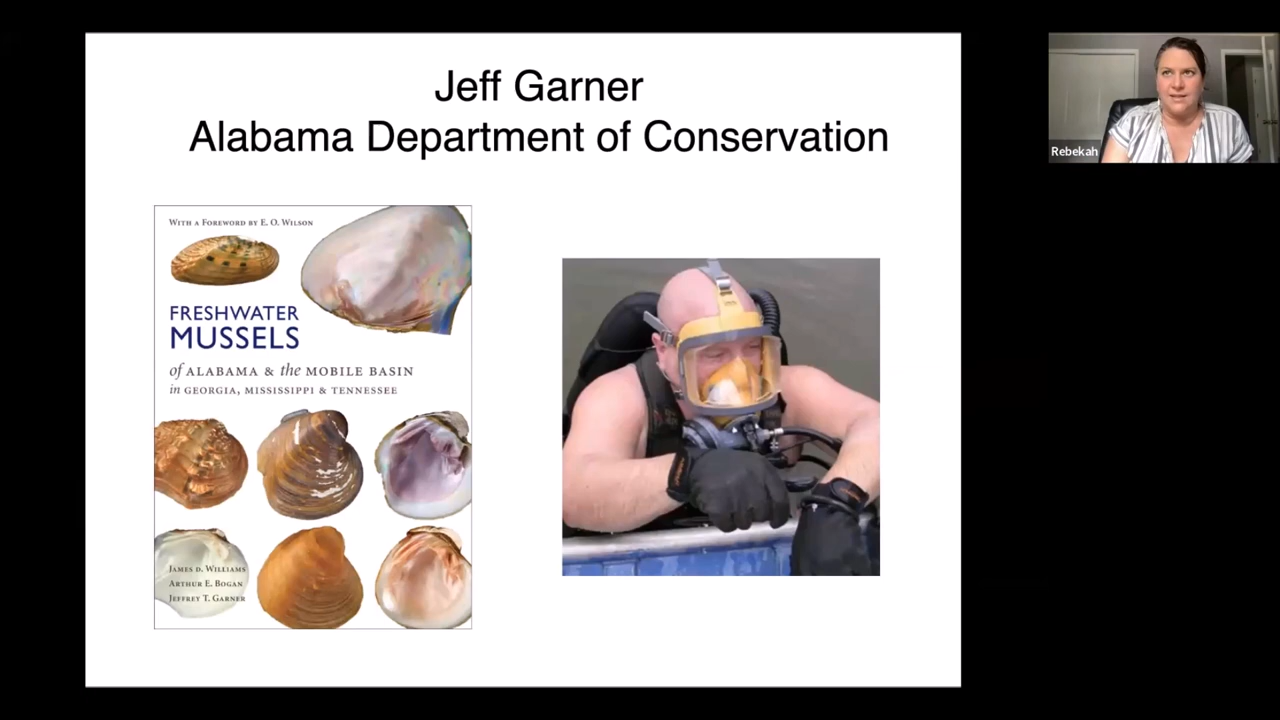 Jeff Garner
Alabama Department of Conservation
WITH A FOREWORD BY E. O. WILSON
FRESHWATER
MUSSELS
of ALABAMA & the MOBILE BASIN
in GEORGIA, MISSISSIPPI & TENNESSEE
JAMES D. WILLIAMS
ARTHUR E. BOGAN
JEFFREY T. GARNER
Rebekah